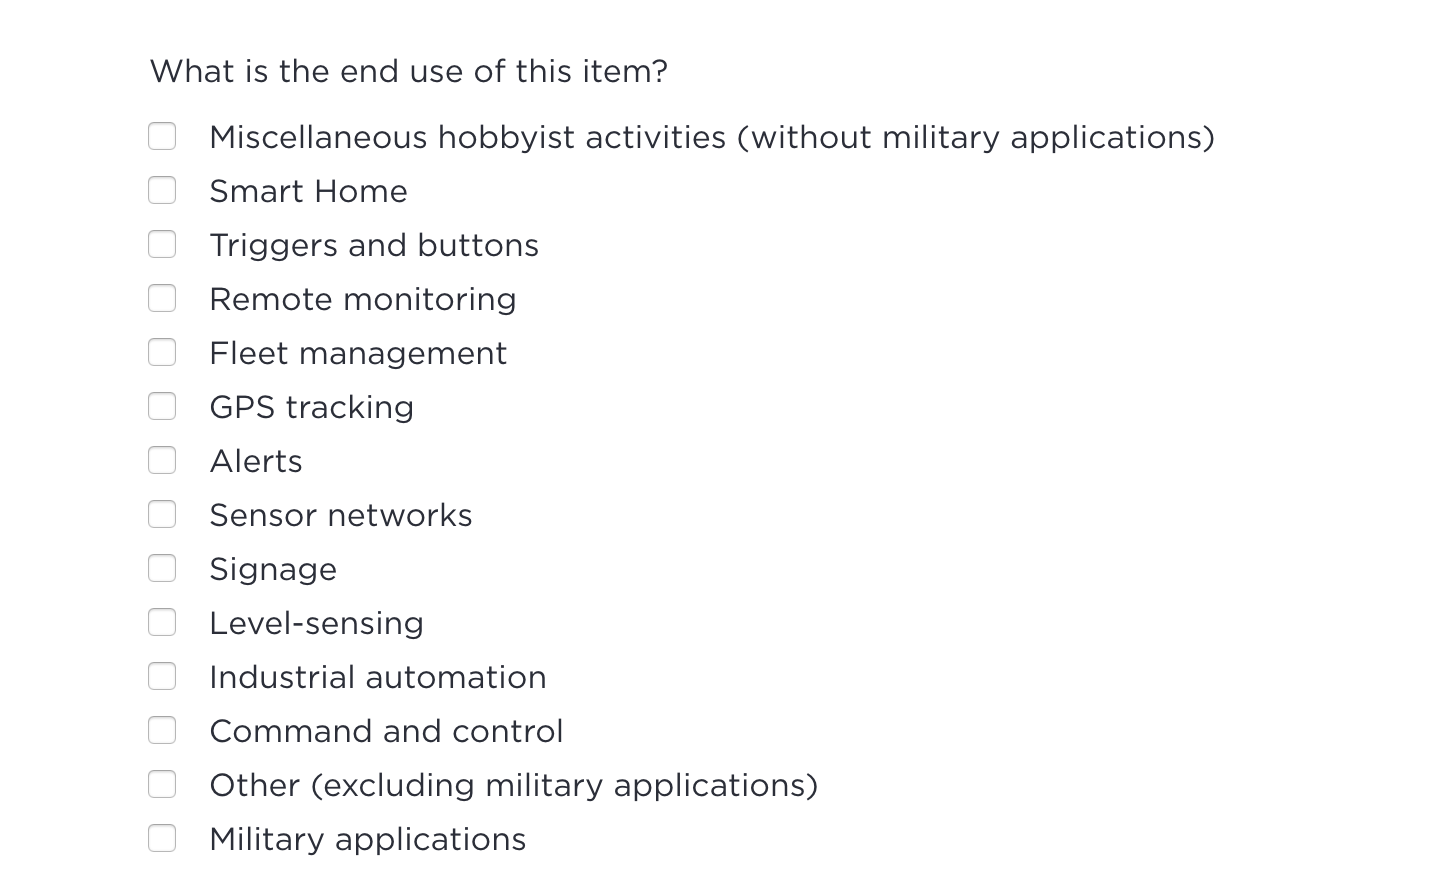 What is the end use of this item?
Miscellaneous hobbyist activities (without military applications)
Smart Home
Triggers and buttons
Remote monitoring
Fleet management
GPS tracking
Alerts
Sensor networks
Signage
Level-sensing
Industrial automation
Command and control
Other (excluding military applications)
Military applications